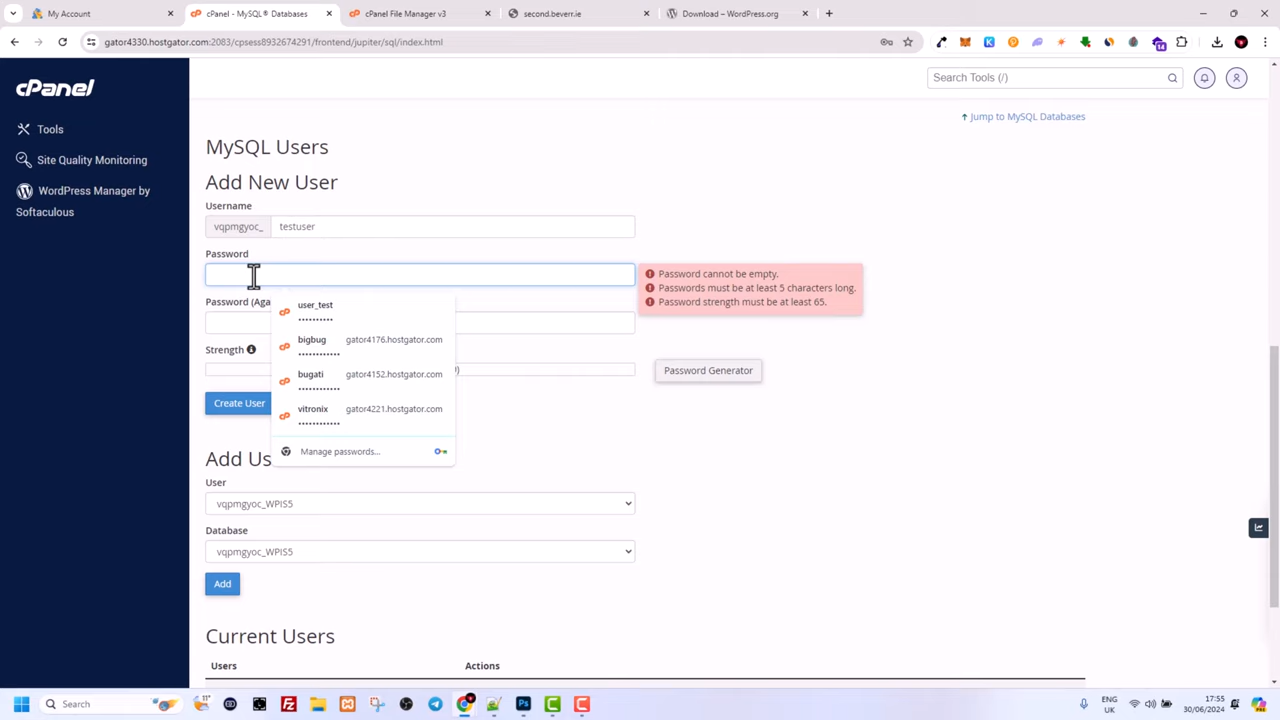 My Account
cPanel - MySQL® Databases
cPanel File Manager v3
second.beverr.ie
Download – WordPress.org
gator4330.hostgator.com:2083/cpsess8932674291/frontend/jupiter/sql/index.html
14
cPanel
Search Tools (/)
Tools
Site Quality Monitoring
WordPress Manager by
Softaculous
Jump to MySQL Databases
MySQL Users
Add New User
Username
vqpmgyoc_
testuser
Password
Password cannot be empty.
Passwords must be at least 5 characters long.
Password strength must be at least 65.
Password (Aga
user_test
••••••••••
bigbug gator4176.hostgator.com
••••••••••••
Strength
Password Generator
bugati gator4152.hostgator.com
••••••••••••
Create User
vitronix gator4221.hostgator.com
••••••••••••
Manage passwords...
Add Us
User
vqpmgyoc_WPIS5
Database
vqpmgyoc_WPIS5
Add
Current Users
Users Actions
Search
11°
ENG
UK
17:55
30/06/2024